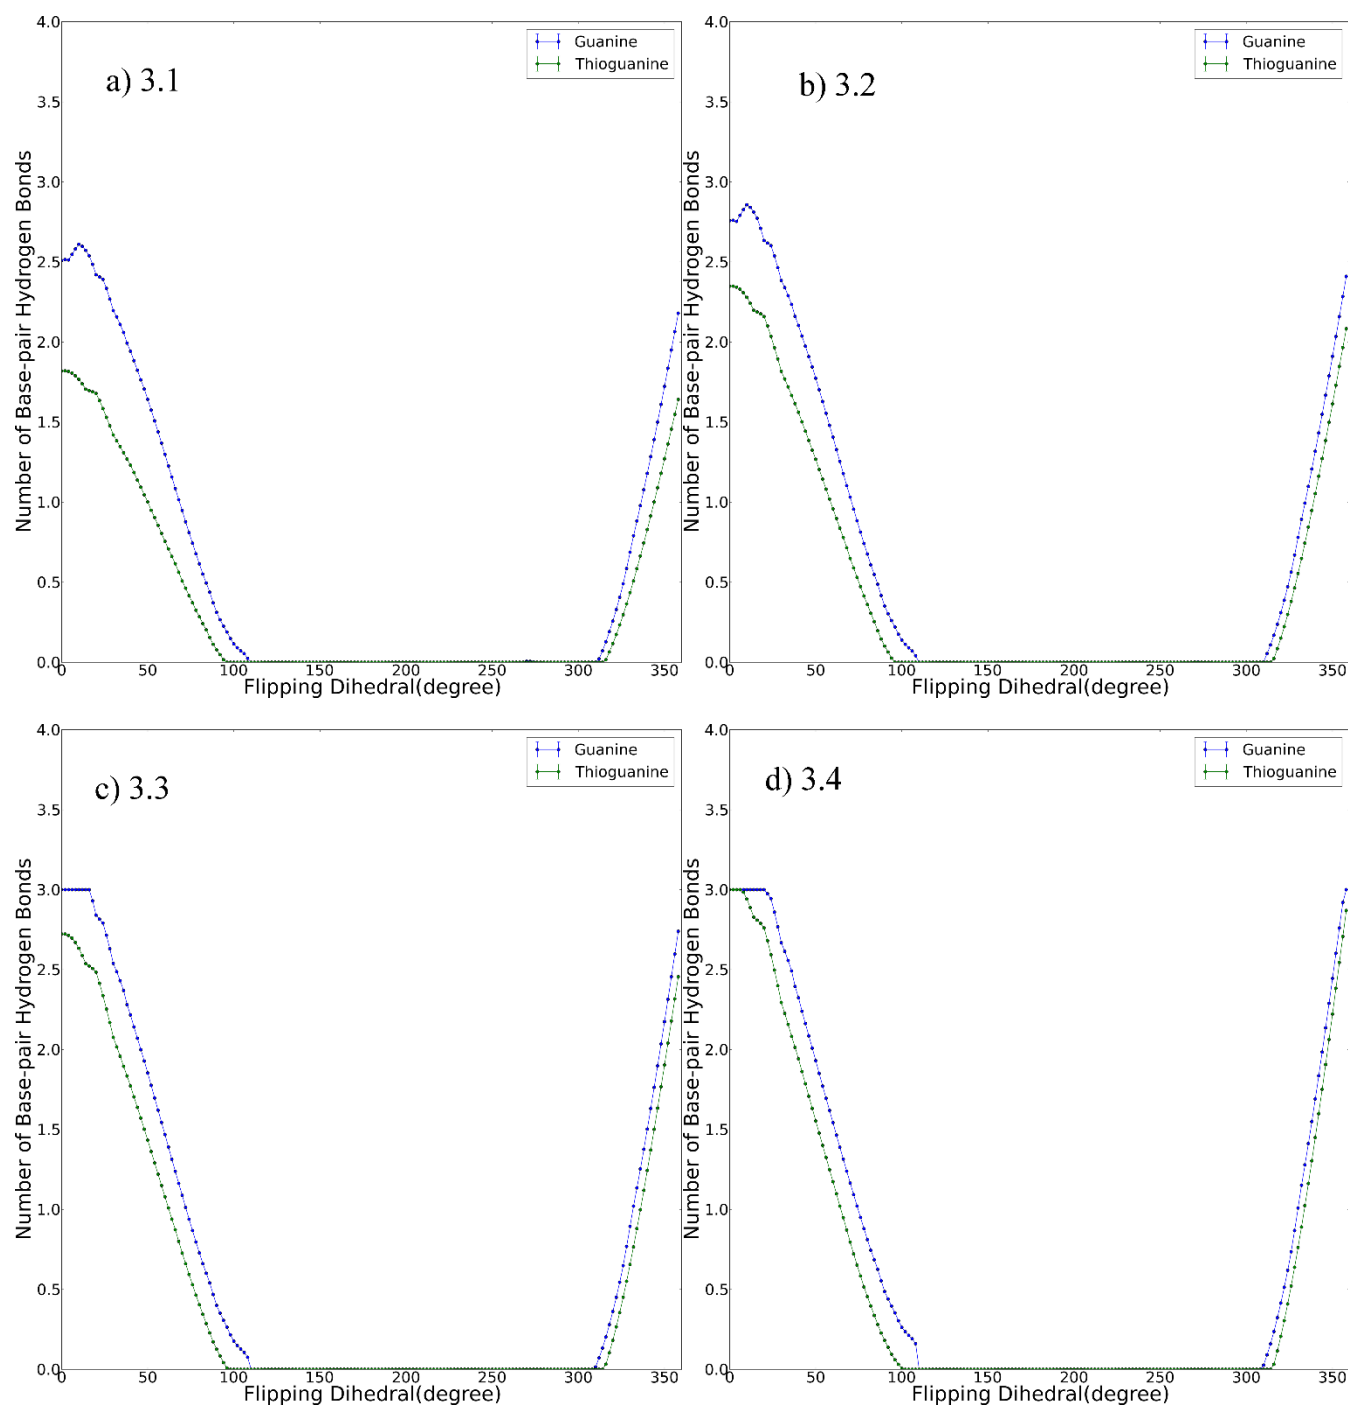 4.0
3.5
3.0
2.5
2.0
1.5
1.0
0.5
0.0
Number of Base-pair Hydrogen Bonds
a) 3.1
Guanine
Thioguanine
0 50 100 150 200 250 300 350
Flipping Dihedral(degree)
4.0
3.5
3.0
2.5
2.0
1.5
1.0
0.5
0.0
Number of Base-pair Hydrogen Bonds
b) 3.2
Guanine
Thioguanine
0 50 100 150 200 250 300 350
Flipping Dihedral(degree)
4.0
3.5
3.0
2.5
2.0
1.5
1.0
0.5
0.0
Number of Base-pair Hydrogen Bonds
c) 3.3
Guanine
Thioguanine
0 50 100 150 200 250 300 350
Flipping Dihedral(degree)
4.0
3.5
3.0
2.5
2.0
1.5
1.0
0.5
0.0
Number of Base-pair Hydrogen Bonds
d) 3.4
Guanine
Thioguanine
0 50 100 150 200 250 300 350
Flipping Dihedral(degree)